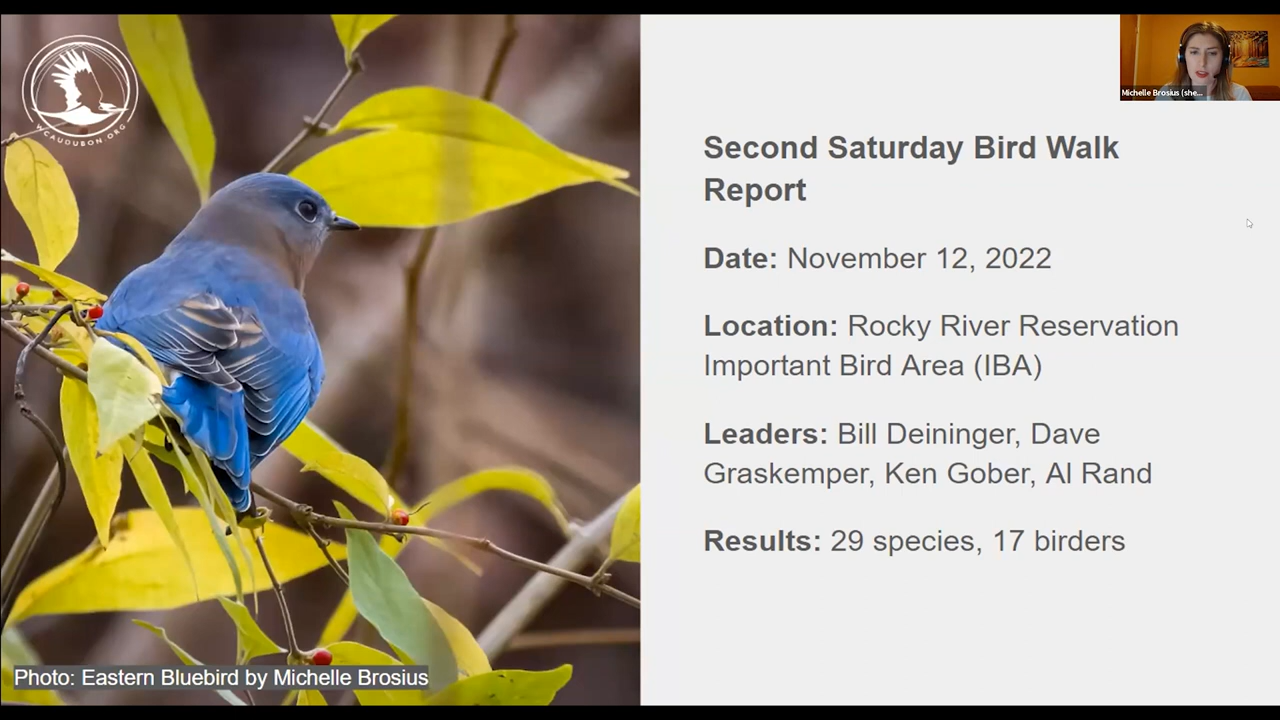 WCAUDUBON.ORG
Michelle Brosius (she...
Second Saturday Bird Walk
Report
Date: November 12, 2022
Location: Rocky River Reservation
Important Bird Area (IBA)
Leaders: Bill Deininger, Dave
Graskemper, Ken Gober, Al Rand
Results: 29 species, 17 birders
Photo: Eastern Bluebird by Michelle Brosius